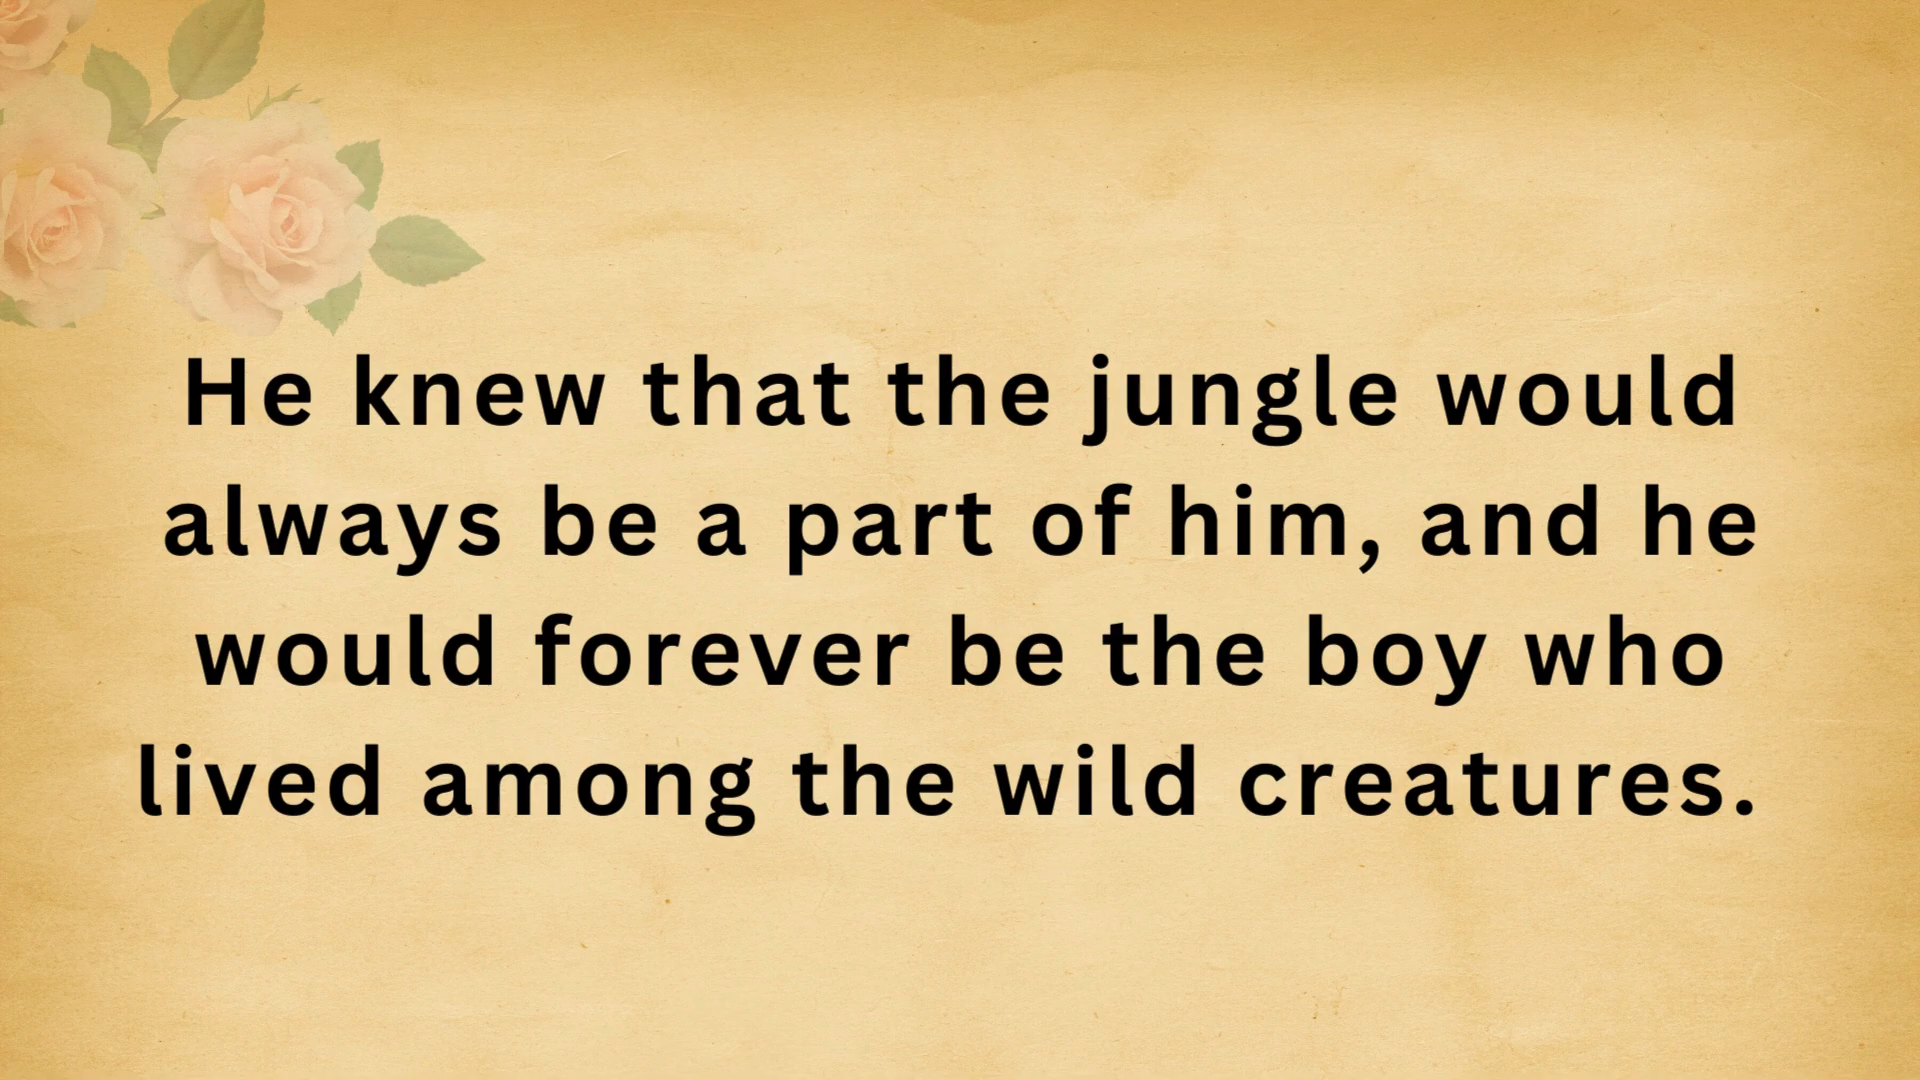 He knew that the jungle would
always be a part of him, and he
would forever be the boy who
lived among the wild creatures.